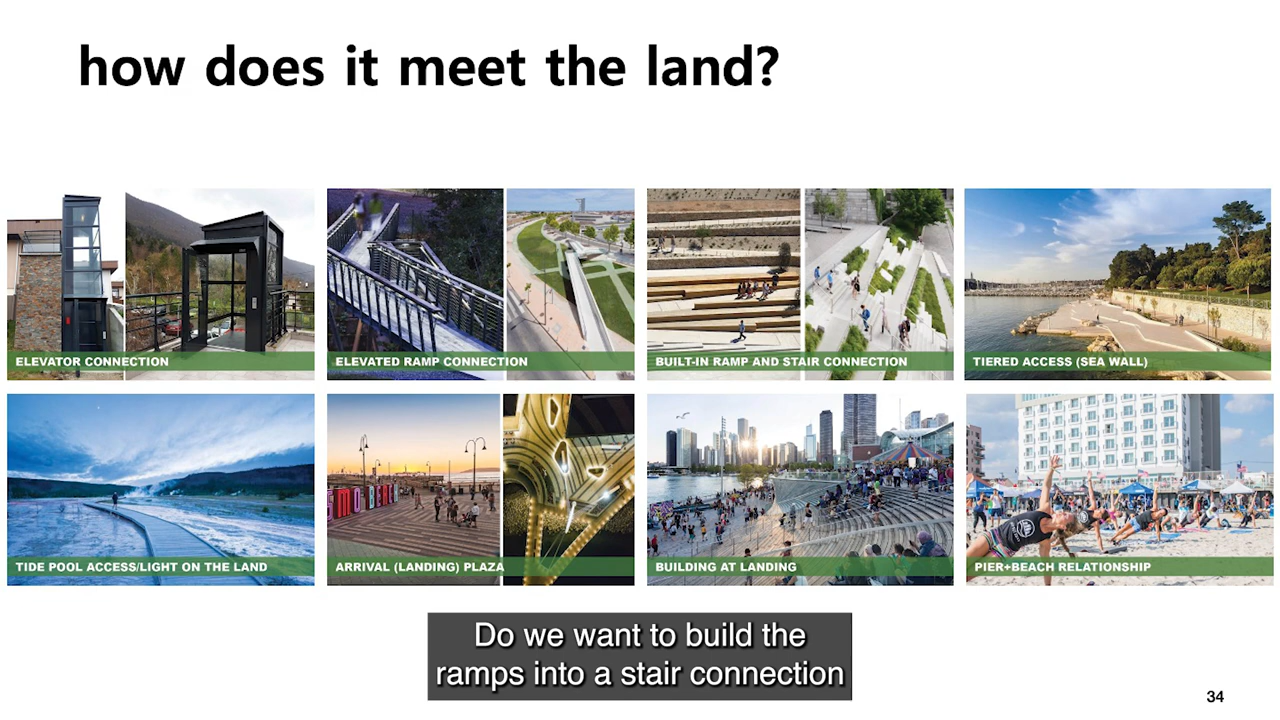 how does it meet the land?
ELEVATOR CONNECTION
ELEVATED RAMP CONNECTION
BUILT-IN RAMP AND STAIR CONNECTION
TIERED ACCESS (SEA WALL)
TIDE POOL ACCESS/LIGHT ON THE LAND
ARRIVAL (LANDING) PLAZA
BUILDING AT LANDING
PIER+BEACH RELATIONSHIP
Do we want to build the
ramps into a stair connection
34